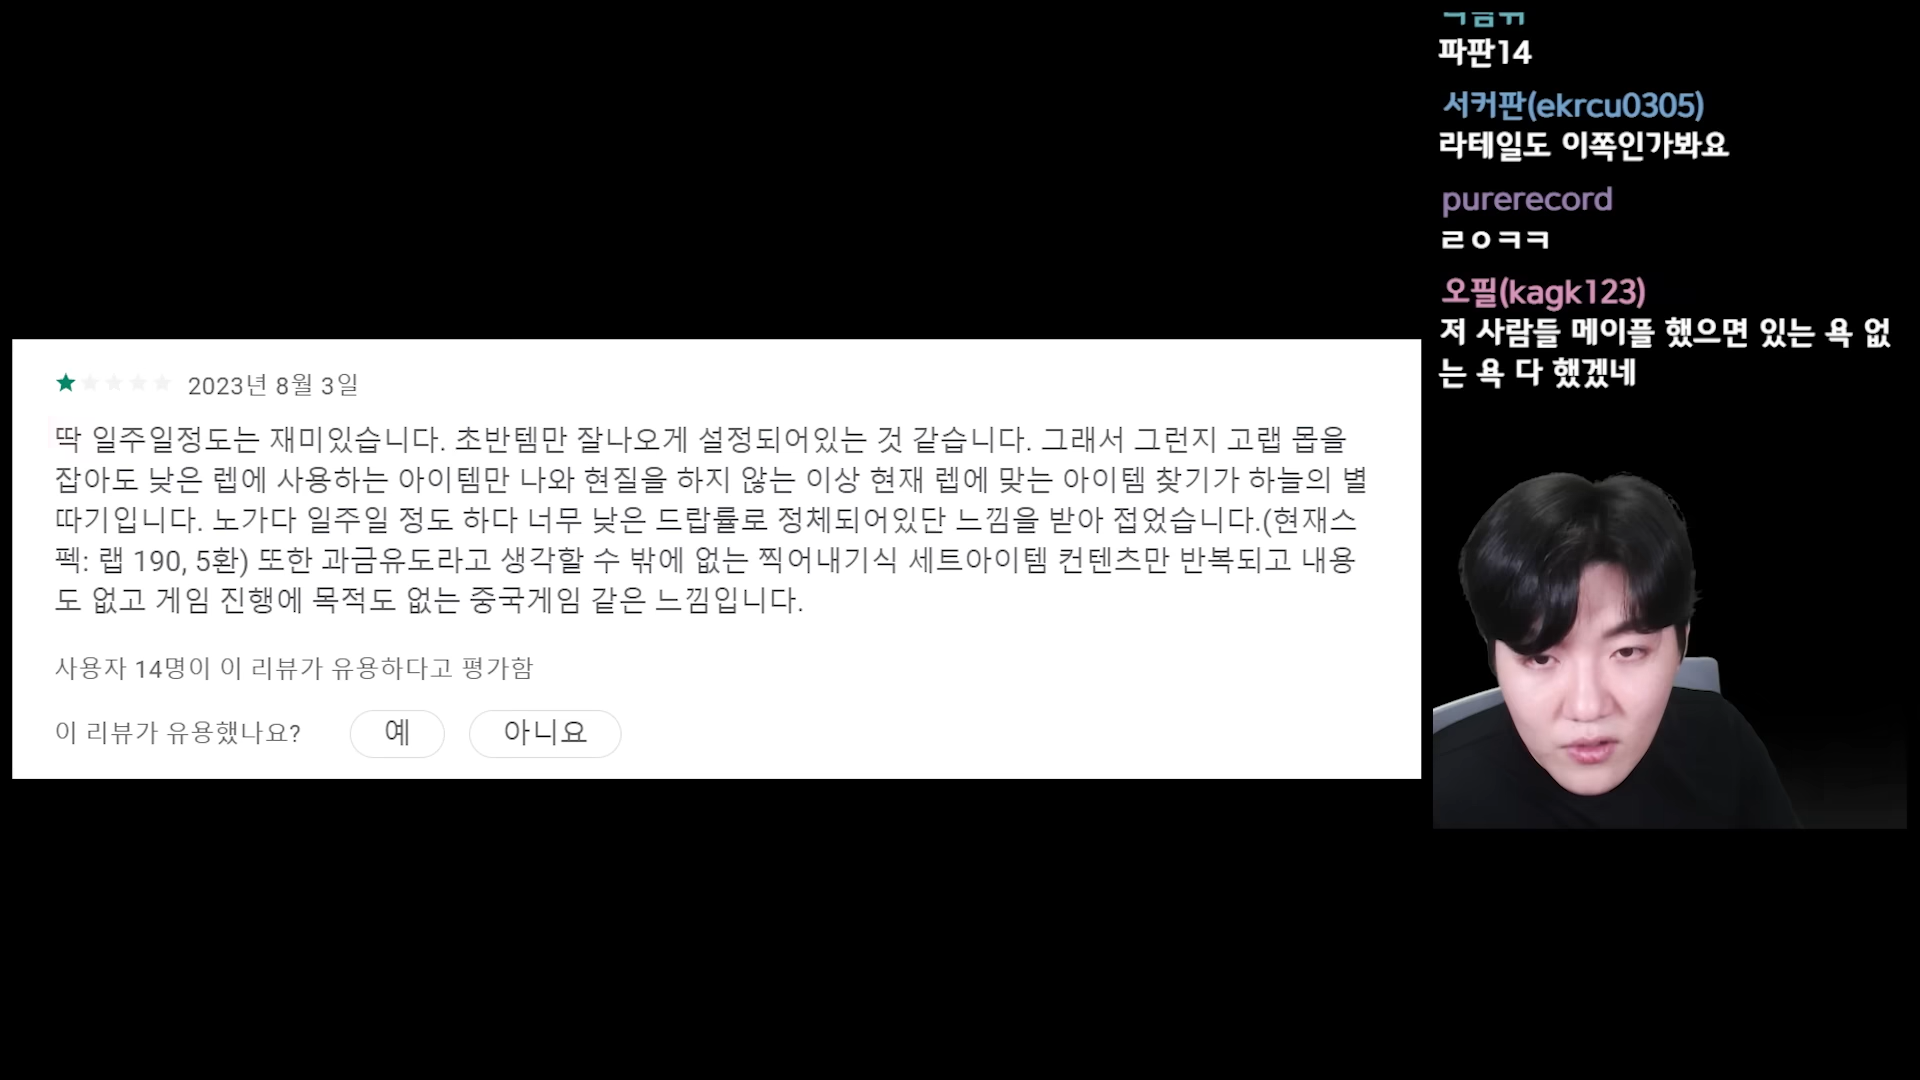 2023년 8월 3일
딱 일주일정도는 재미있습니다. 초반템만 잘나오게 설정되어있는 것 같습니다. 그래서 그런지 고랩 몹을
잡아도 낮은 렙에 사용하는 아이템만 나와 현질을 하지 않는 이상 현재 렙에 맞는 아이템 찾기가 하늘의 별
따기입니다. 노가다 일주일 정도 하다 너무 낮은 드랍률로 정체되어있단 느낌을 받아 접었습니다.(현재스
펙: 랩 190, 5환) 또한 과금유도라고 생각할 수 밖에 없는 찍어내기식 세트아이템 컨텐츠만 반복되고 내용
도 없고 게임 진행에 목적도 없는 중국게임 같은 느낌입니다.
사용자 14명이 이 리뷰가 유용하다고 평가함
이 리뷰가 유용했나요?
예
아니요
파판14
서커판(ekrcu0305)
라테일도 이쪽인가봐요
purerecord
ㄹㅇㅋㅋ
오필(kagk123)
저 사람들 메이플 했으면 있는 욕 없
는 욕 다 했겠네